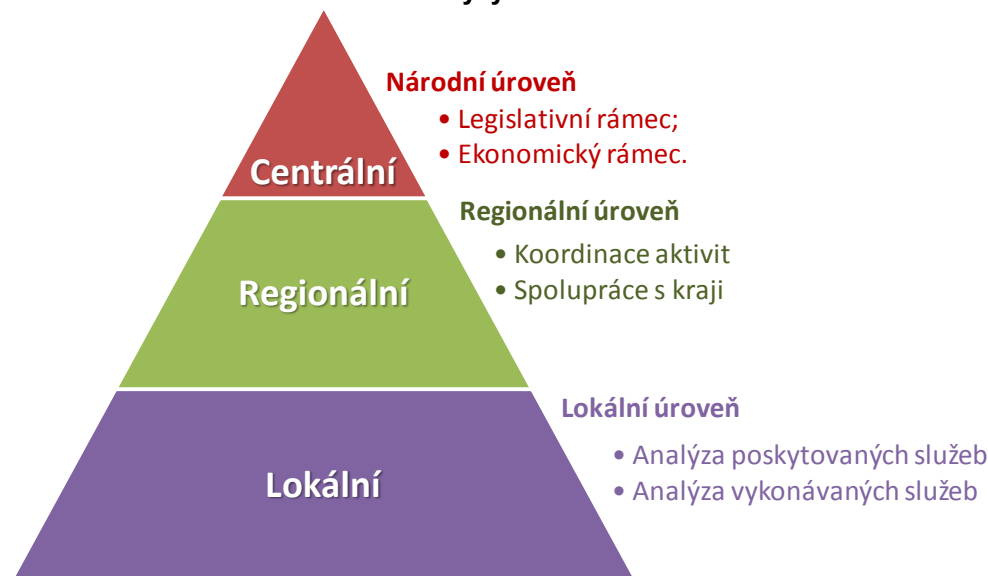 Národní úroveň
• Legislativní rámec;
• Ekonomický rámec.
Centrální
Regionální úroveň
• Koordinace aktivit
• Spolupráce s kraji
Regionální
Lokální úroveň
• Analýza poskytovaných služeb
• Analýza vykonávaných služeb
Lokální